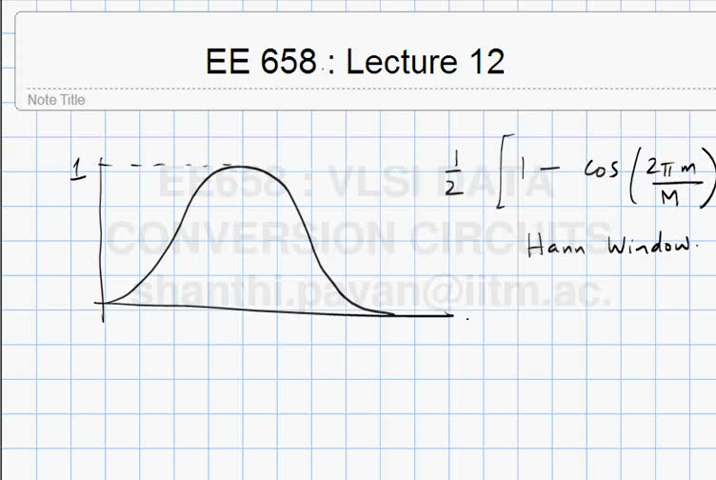 EE 658 : Lecture 12
Note Title
1
1/2 [ 1 - cos ( 2π m / M )
Hann Window.
EE658 : VLSI DATA
CONVERSION CIRCUITS
shanthi.pavan@iitm.ac.